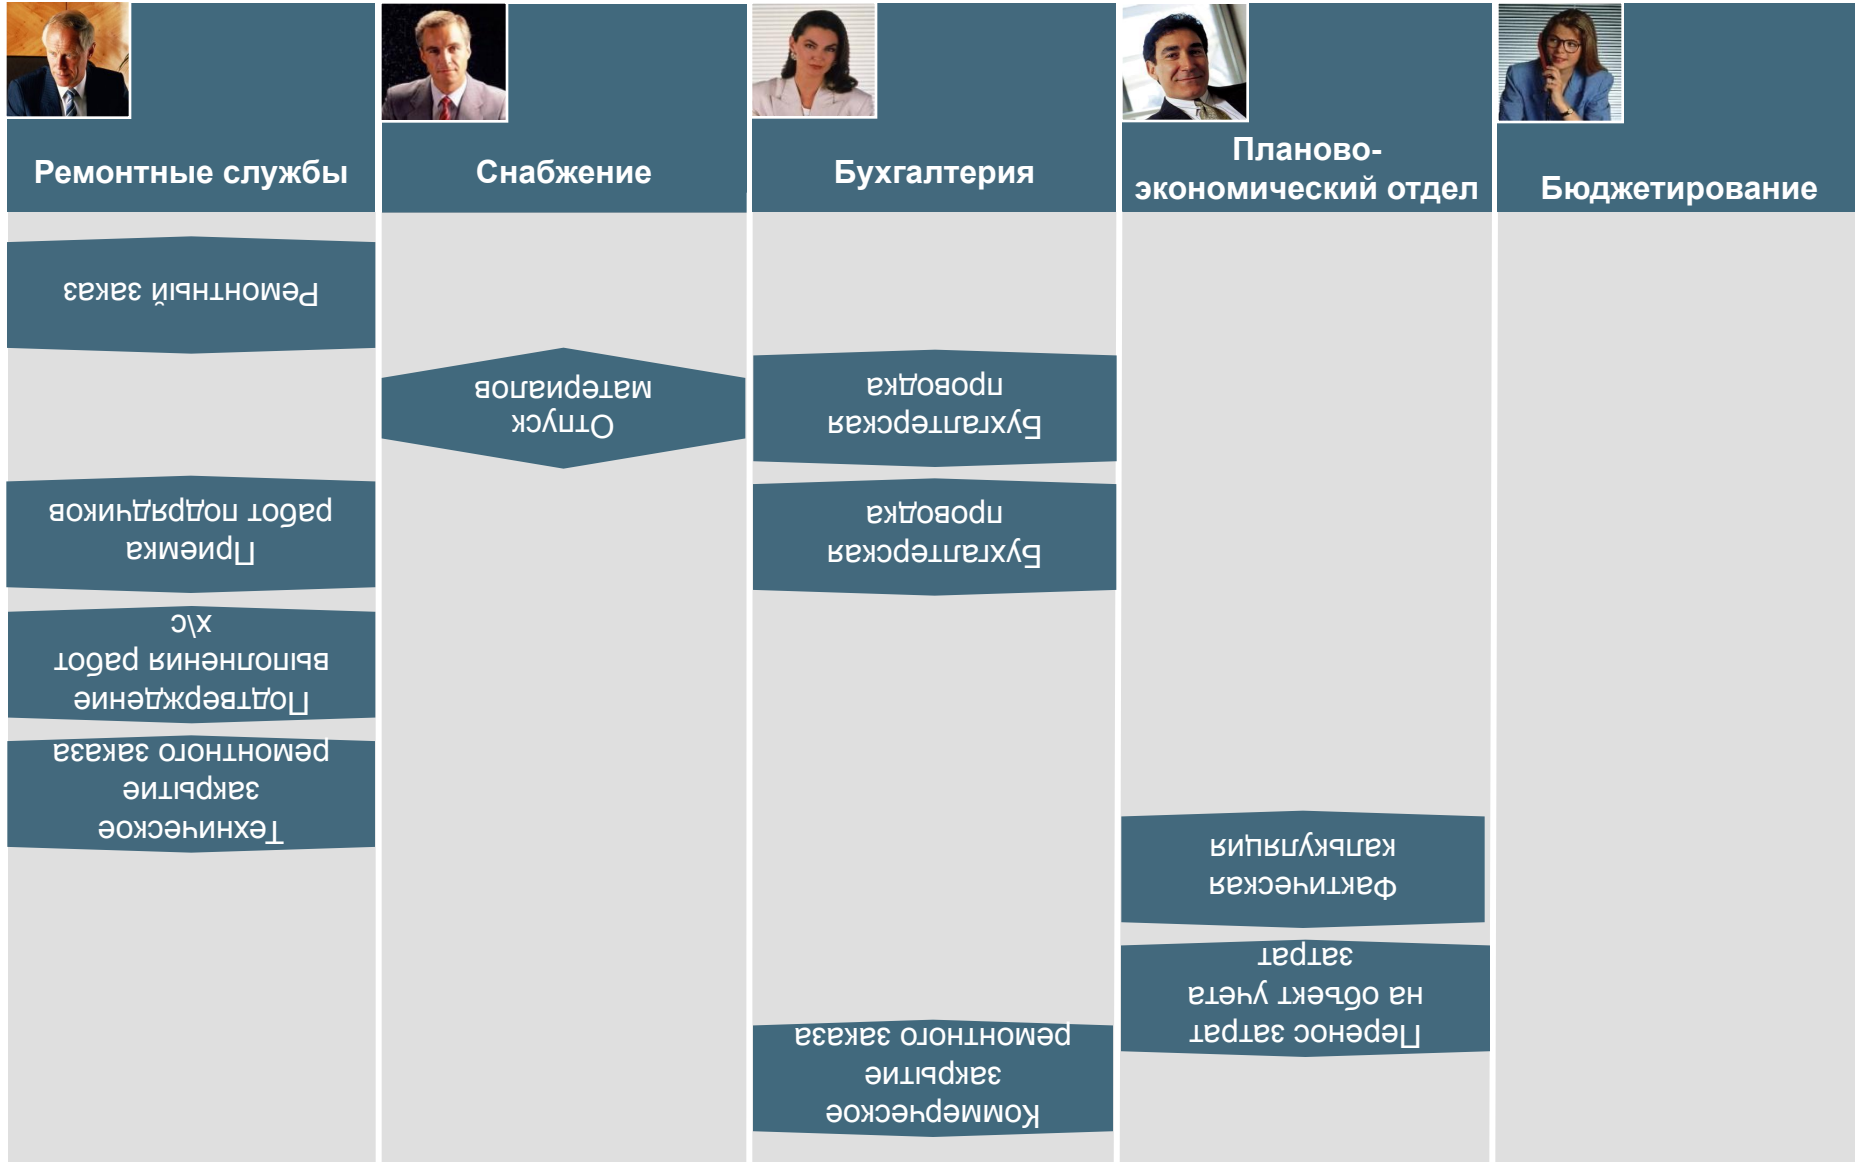 Ремонтные службы
Снабжение
Бухгалтерия
Планово-
экономический отдел
Бюджетирование
Ремонтный заказ
Отпуск
материалов
Бухгалтерская
проводка
Приемка
работ подрядчиков
Бухгалтерская
проводка
Подтверждение
выполнения работ
х\с
Техническое
закрытие
ремонтного заказа
Фактическая
калькуляция
Перенос затрат
на объект учета
затрат
Коммерческое
закрытие
ремонтного заказа